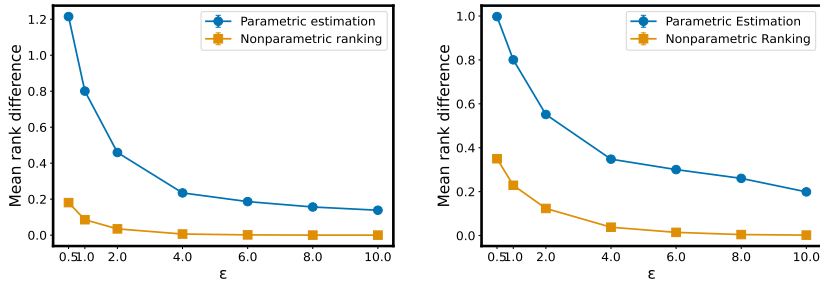 Mean rank difference
1.2
1.0
0.8
0.6
0.4
0.2
0.0
Parametric estimation
Nonparametric ranking
0.5 1.0 2.0 4.0 6.0 8.0 10.0
ε
Mean rank difference
1.0
0.8
0.6
0.4
0.2
0.0
Parametric Estimation
Nonparametric Ranking
0.5 1.0 2.0 4.0 6.0 8.0 10.0
ε